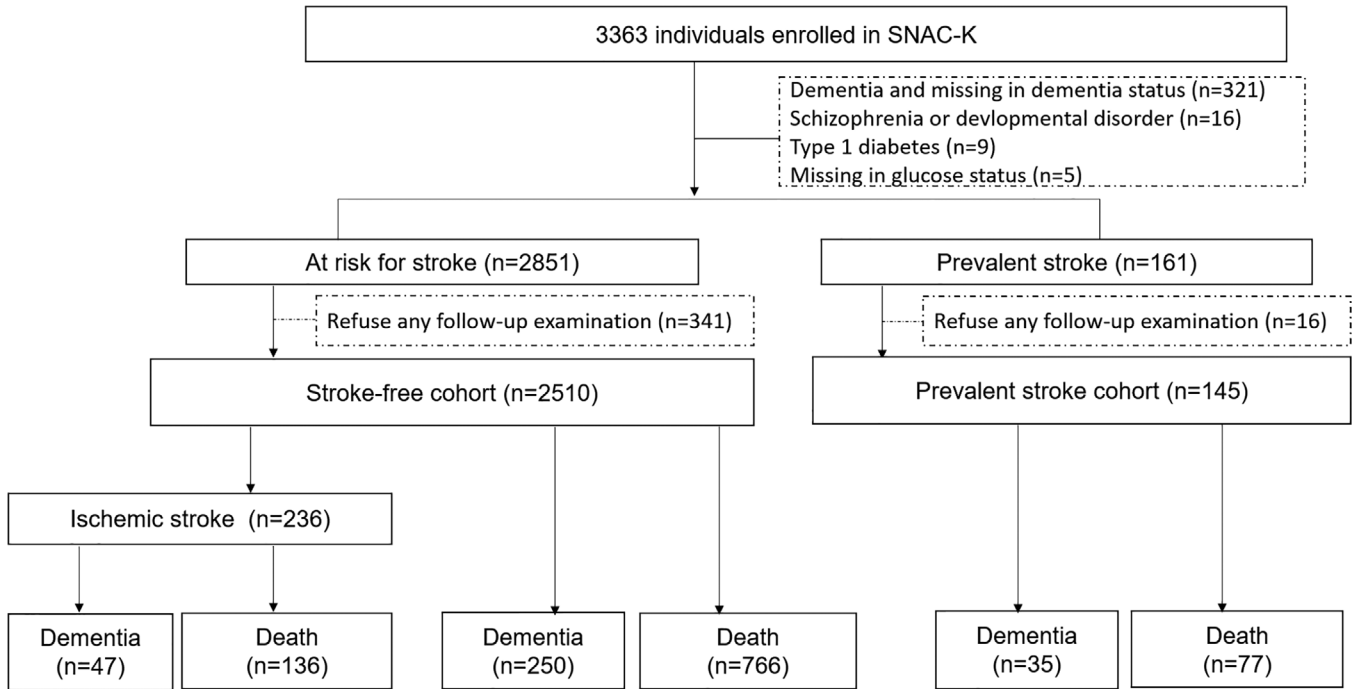 3363 individuals enrolled in SNAC-K
Dementia and missing in dementia status (n=321)
Schizophrenia or devlopmental disorder (n=16)
Type 1 diabetes (n=9)
Missing in glucose status (n=5)
At risk for stroke (n=2851)
Prevalent stroke (n=161)
Refuse any follow-up examination (n=341)
Refuse any follow-up examination (n=16)
Stroke-free cohort (n=2510)
Prevalent stroke cohort (n=145)
Ischemic stroke (n=236)
Dementia
(n=47)
Death
(n=136)
Dementia
(n=250)
Death
(n=766)
Dementia
(n=35)
Death
(n=77)